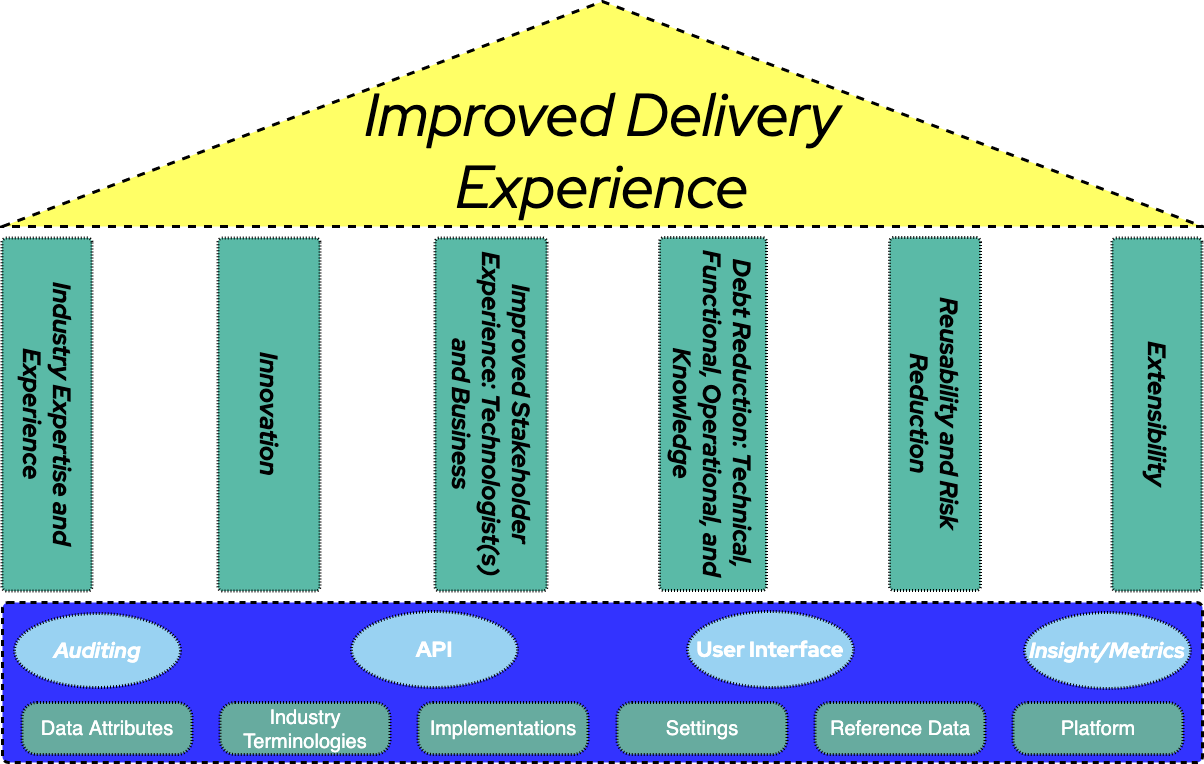 Improved Delivery
Experience
Industry Expertise and
Experience
Innovation
Improved Stakeholder
Experience: Technologist(s)
and Business
Debt Reduction: Technical,
Functional, Operational, and
Knowledge
Reusability and Risk
Reduction
Extensibility
Auditing
API
User Interface
Insight/Metrics
Data Attributes
Industry
Terminologies
Implementations
Settings
Reference Data
Platform